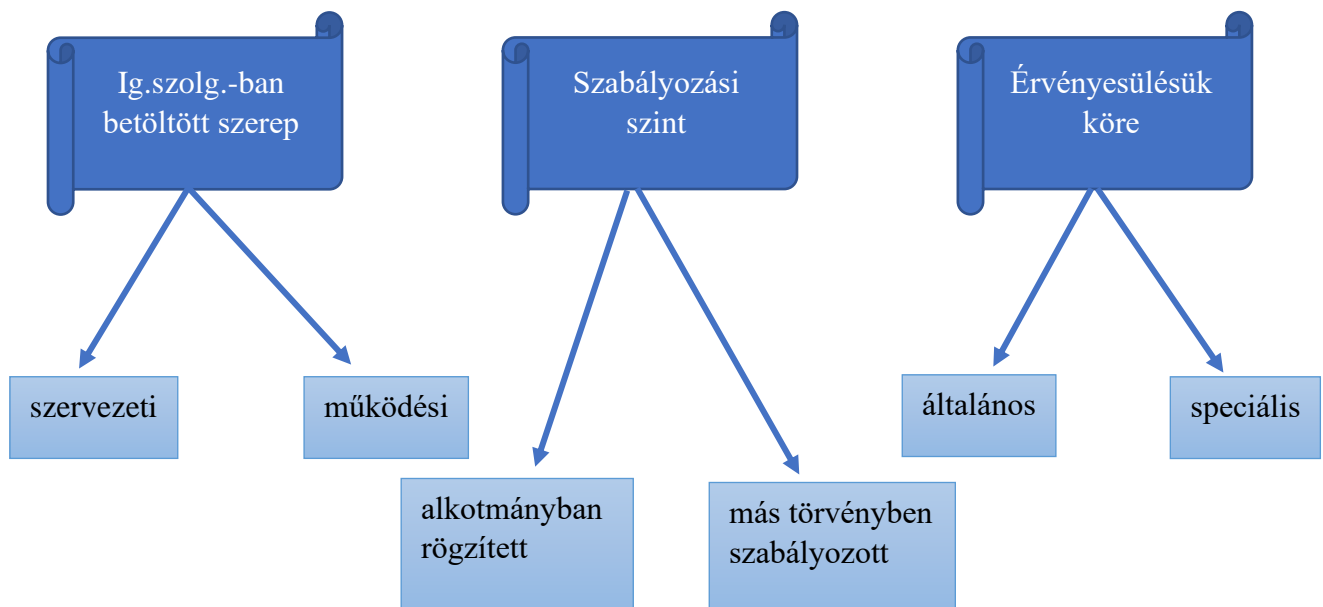 Ig.szolg.-ban
betöltött szerep
Szabályozási
szint
Érvényesülésük
köre
szervezeti
működési
általános
speciális
alkotmányban
rögzített
más törvényben
szabályozott